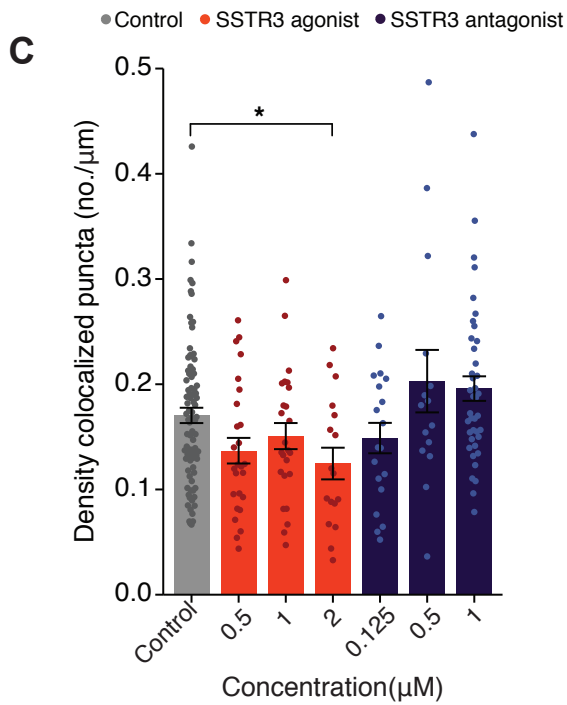 Control SSTR3 agonist SSTR3 antagonist
C
0.5
*
0.4
0.3
0.2
0.1
0.0
Density colocalized puncta (no./μm)
Control 0.5 1 2 0.125 0.5 1
Concentration(μM)